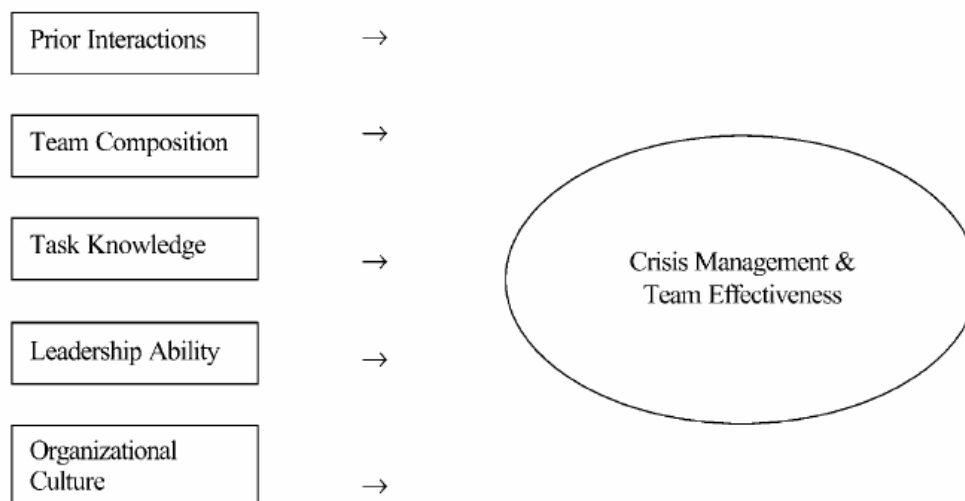 Prior Interactions
→
Team Composition
→
Task Knowledge
→
Leadership Ability
→
Organizational
Culture
→
Crisis Management &
Team Effectiveness